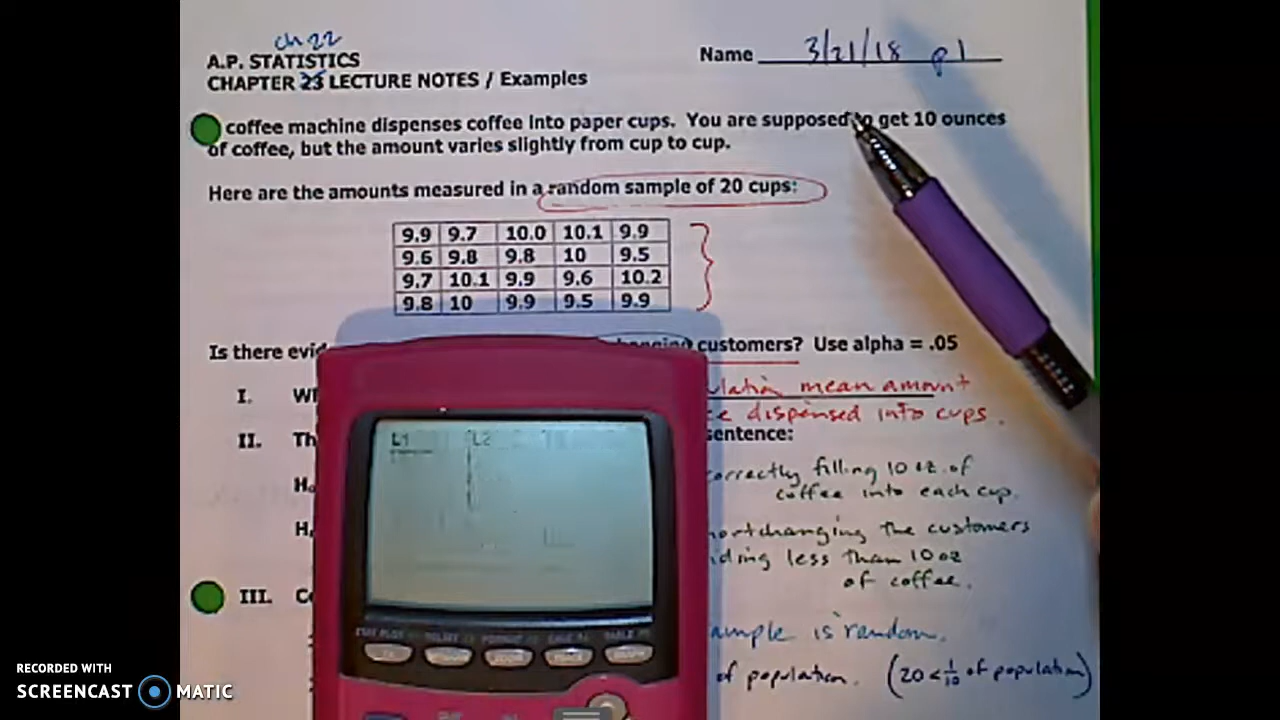 ch 22
A.P. STATISTICS
Name 3/21/18 p1
CHAPTER 23 LECTURE NOTES / Examples
coffee machine dispenses coffee into paper cups. You are supposed to get 10 ounces
of coffee, but the amount varies slightly from cup to cup.
Here are the amounts measured in a random sample of 20 cups:
9.9 9.7 10.0 10.1 9.9
9.6 9.8 9.8 10 9.5
9.7 10.1 9.9 9.6 10.2
9.8 10 9.9 9.5 9.9
Is there customers? Use alpha = .05
I. mean amount
dispensed into cups.
II. sentence:
correctly filling 10 oz of
coffee into each cup.
the customers
less than 10 oz
of coffee.
III. is random.
of population. (20 < 1/10 of population)
L1 L2
RECORDED WITH
SCREENCAST MATIC